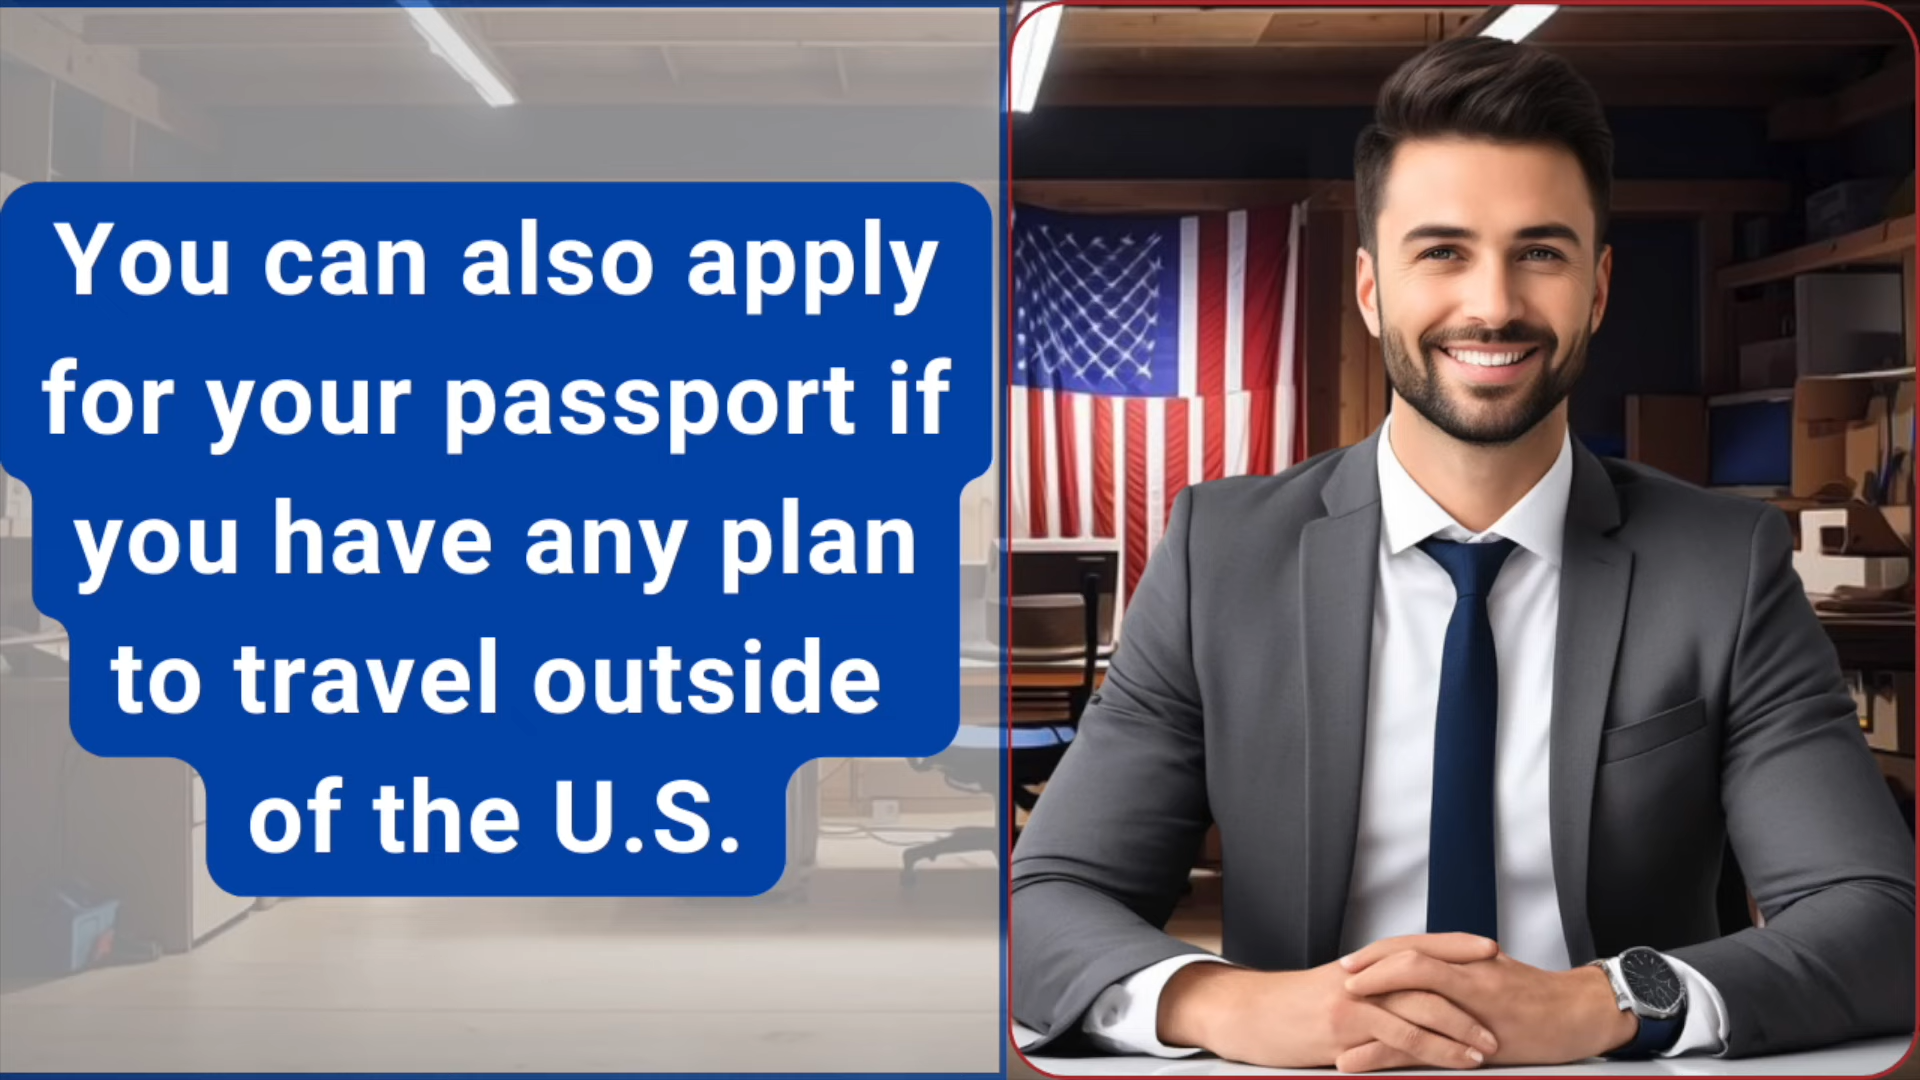 You can also apply
for your passport if
you have any plan
to travel outside
of the U.S.